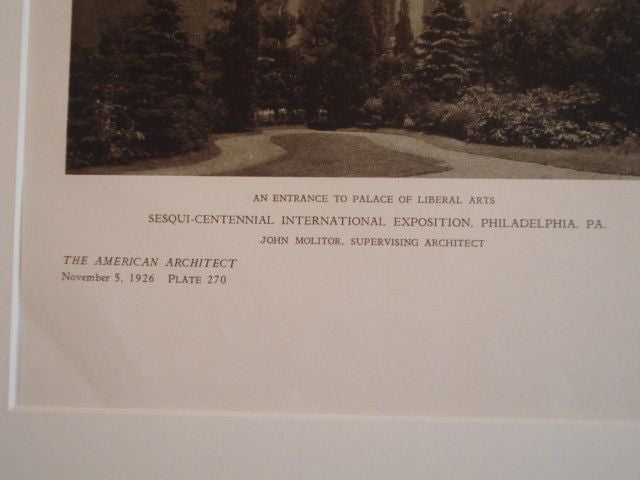 AN ENTRANCE TO PALACE OF LIBERAL ARTS
SESQUI-CENTENNIAL INTERNATIONAL EXPOSITION, PHILADELPHIA, PA.
JOHN MOLITOR, SUPERVISING ARCHITECT
THE AMERICAN ARCHITECT
November 5, 1926 PLATE 270